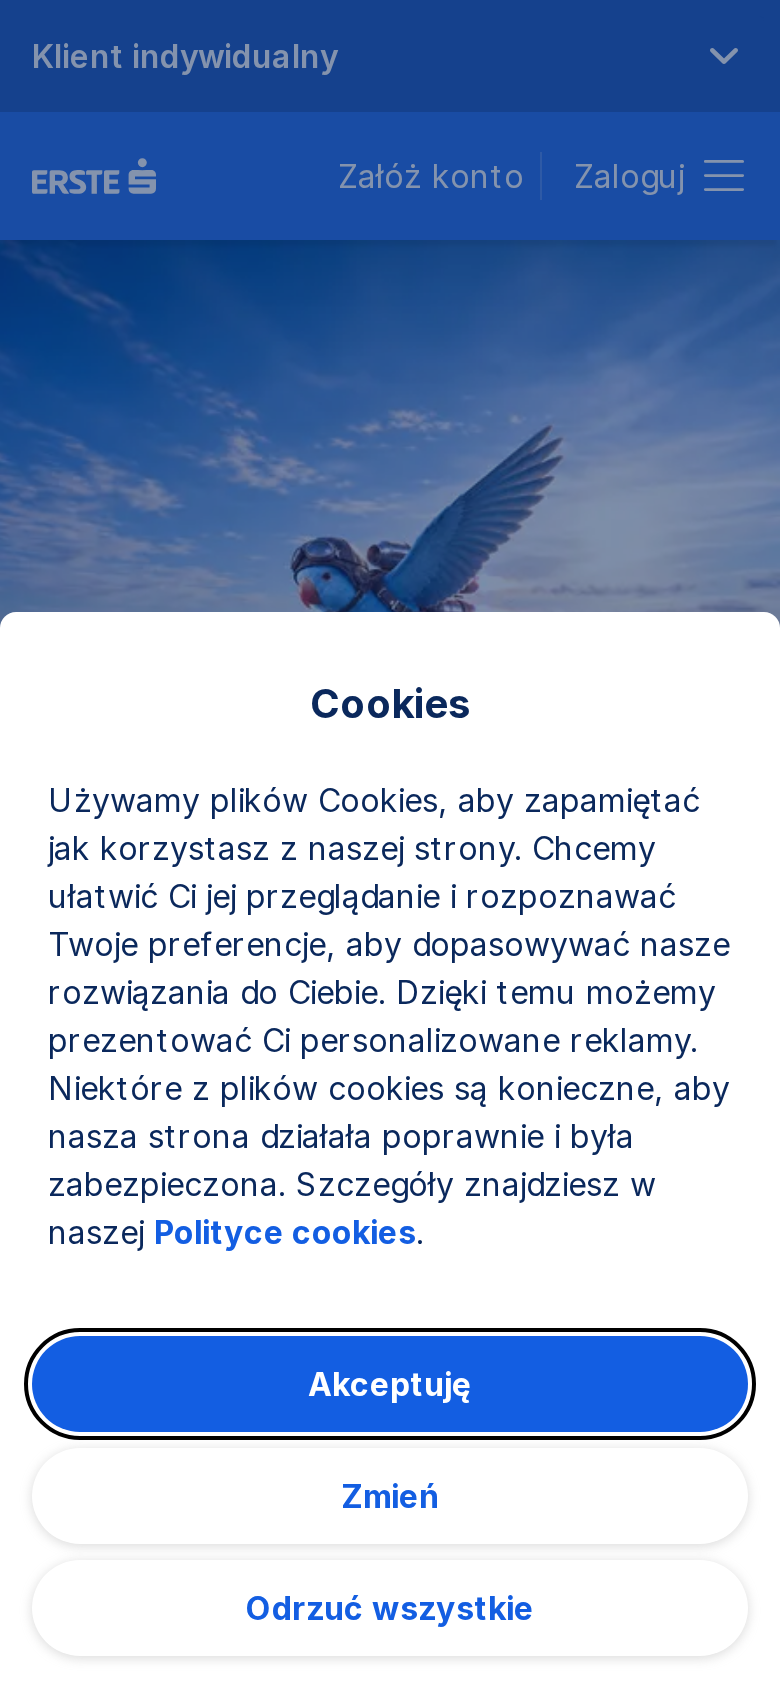 Klient indywidualny
ERSTE
Załóż konto
Zaloguj
Cookies
Używamy plików Cookies, aby zapamiętać
jak korzystasz z naszej strony. Chcemy
ułatwić Ci jej przeglądanie i rozpoznawać
Twoje preferencje, aby dopasowywać nasze
rozwiązania do Ciebie. Dzięki temu możemy
prezentować Ci personalizowane reklamy.
Niektóre z plików cookies są konieczne, aby
nasza strona działała poprawnie i była
zabezpieczona. Szczegóły znajdziesz w
naszej Polityce cookies.
Akceptuję
Zmień
Odrzuć wszystkie